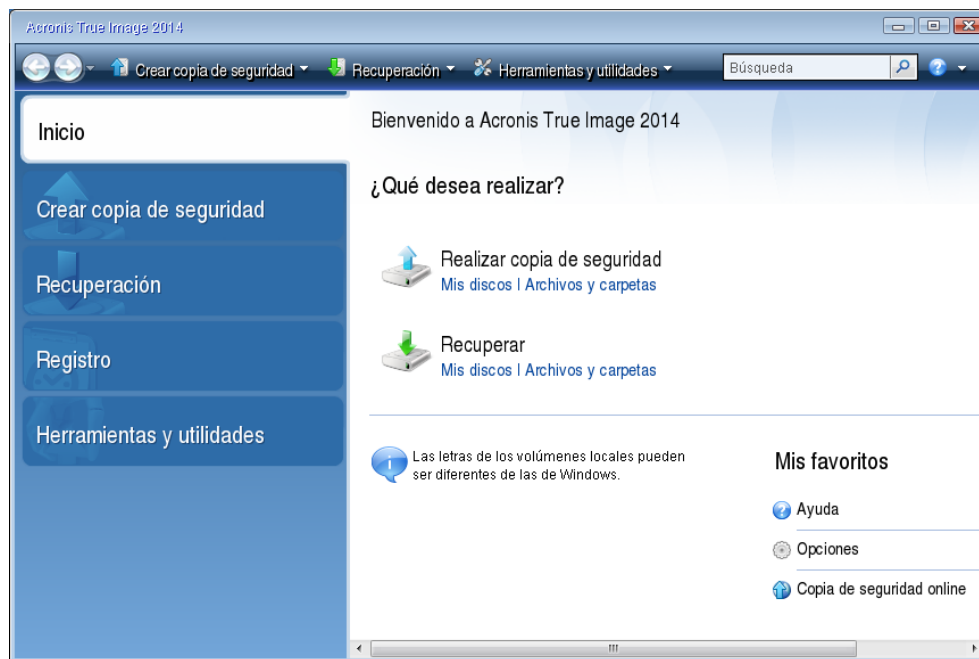 Acronis True Image 2014
Crear copia de seguridad Recuperación Herramientas y utilidades Búsqueda
Inicio
Crear copia de seguridad
Recuperación
Registro
Herramientas y utilidades
Bienvenido a Acronis True Image 2014
¿Qué desea realizar?
Realizar copia de seguridad
Mis discos | Archivos y carpetas
Recuperar
Mis discos | Archivos y carpetas
Las letras de los volúmenes locales pueden
ser diferentes de las de Windows.
Mis favoritos
Ayuda
Opciones
Copia de seguridad online